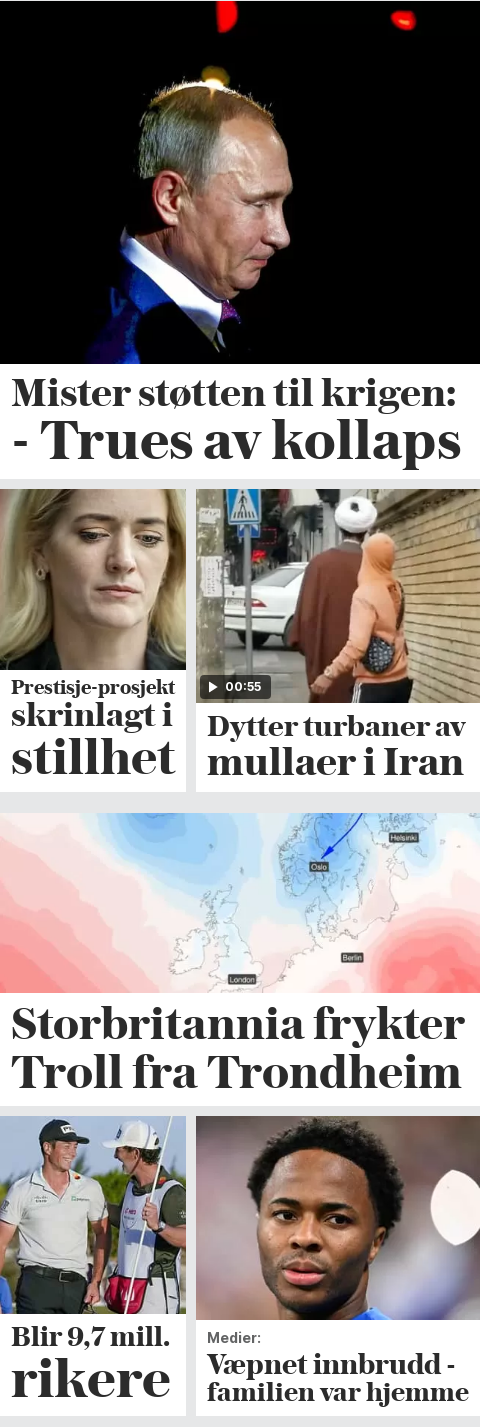 Mister støtten til krigen:
- Trues av kollaps
00:55
Prestisje-prosjekt
skrinlagt i
stillhet
Dytter turbaner av
mullaer i Iran
Helsinki
Oslo
Berlin
London
Storbritannia frykter
Troll fra Trondheim
PING
Blir 9,7 mill.
rikere
Medier:
Væpnet innbrudd -
familien var hjemme